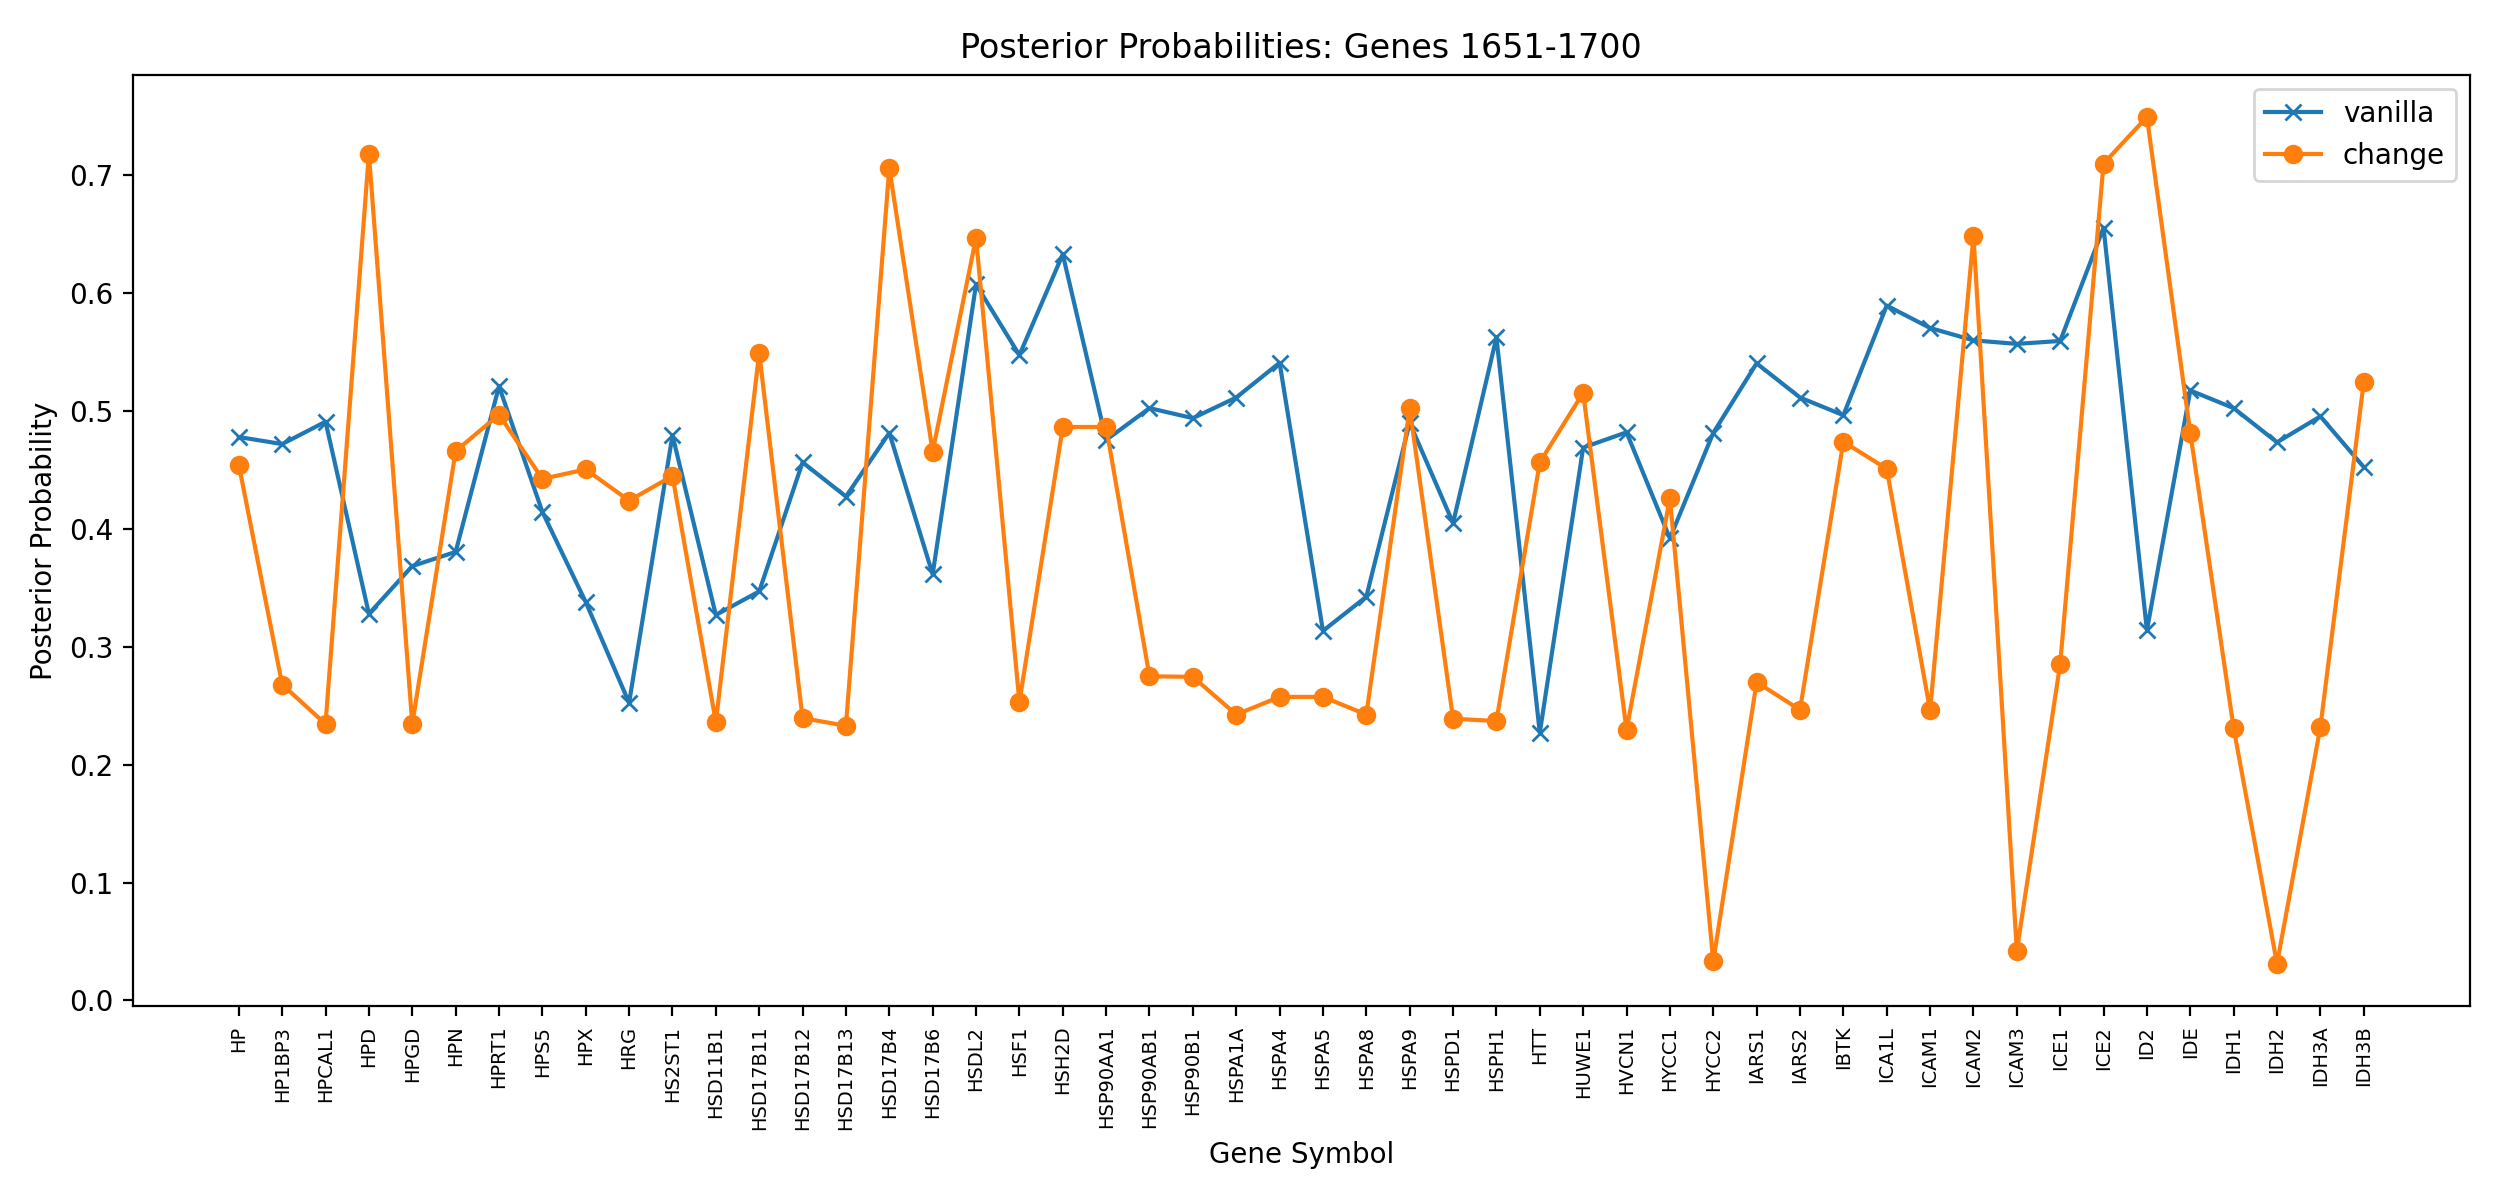 Posterior Probabilities: Genes 1651-1700
vanilla
change
Posterior Probability
0.7
0.6
0.5
0.4
0.3
0.2
0.1
0.0
HP
HP1BP3
HPCAL1
HPD
HPGD
HPN
HPRT1
HPS5
HPX
HRG
HS2ST1
HSD11B1
HSD17B11
HSD17B12
HSD17B13
HSD17B4
HSD17B6
HSDL2
HSF1
HSH2D
HSP90AA1
HSP90AB1
HSP90B1
HSPA1A
HSPA4
HSPA5
HSPA8
HSPA9
HSPD1
HSPH1
HTT
HUWE1
HVCN1
HYCC1
HYCC2
IARS1
IARS2
IBTK
ICA1L
ICAM1
ICAM2
ICAM3
ICE1
ICE2
ID2
IDE
IDH1
IDH2
IDH3A
IDH3B
Gene Symbol